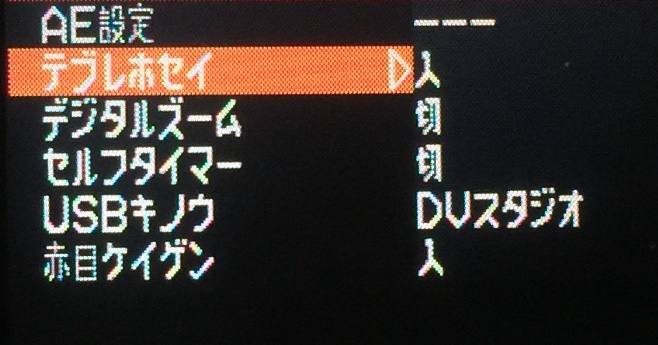 AE設定 ---
テブレホセイ ▷入
デジタルズーム 切
セルフタイマー 切
USBキノウ DVスタジオ
赤目ケイゲン 入